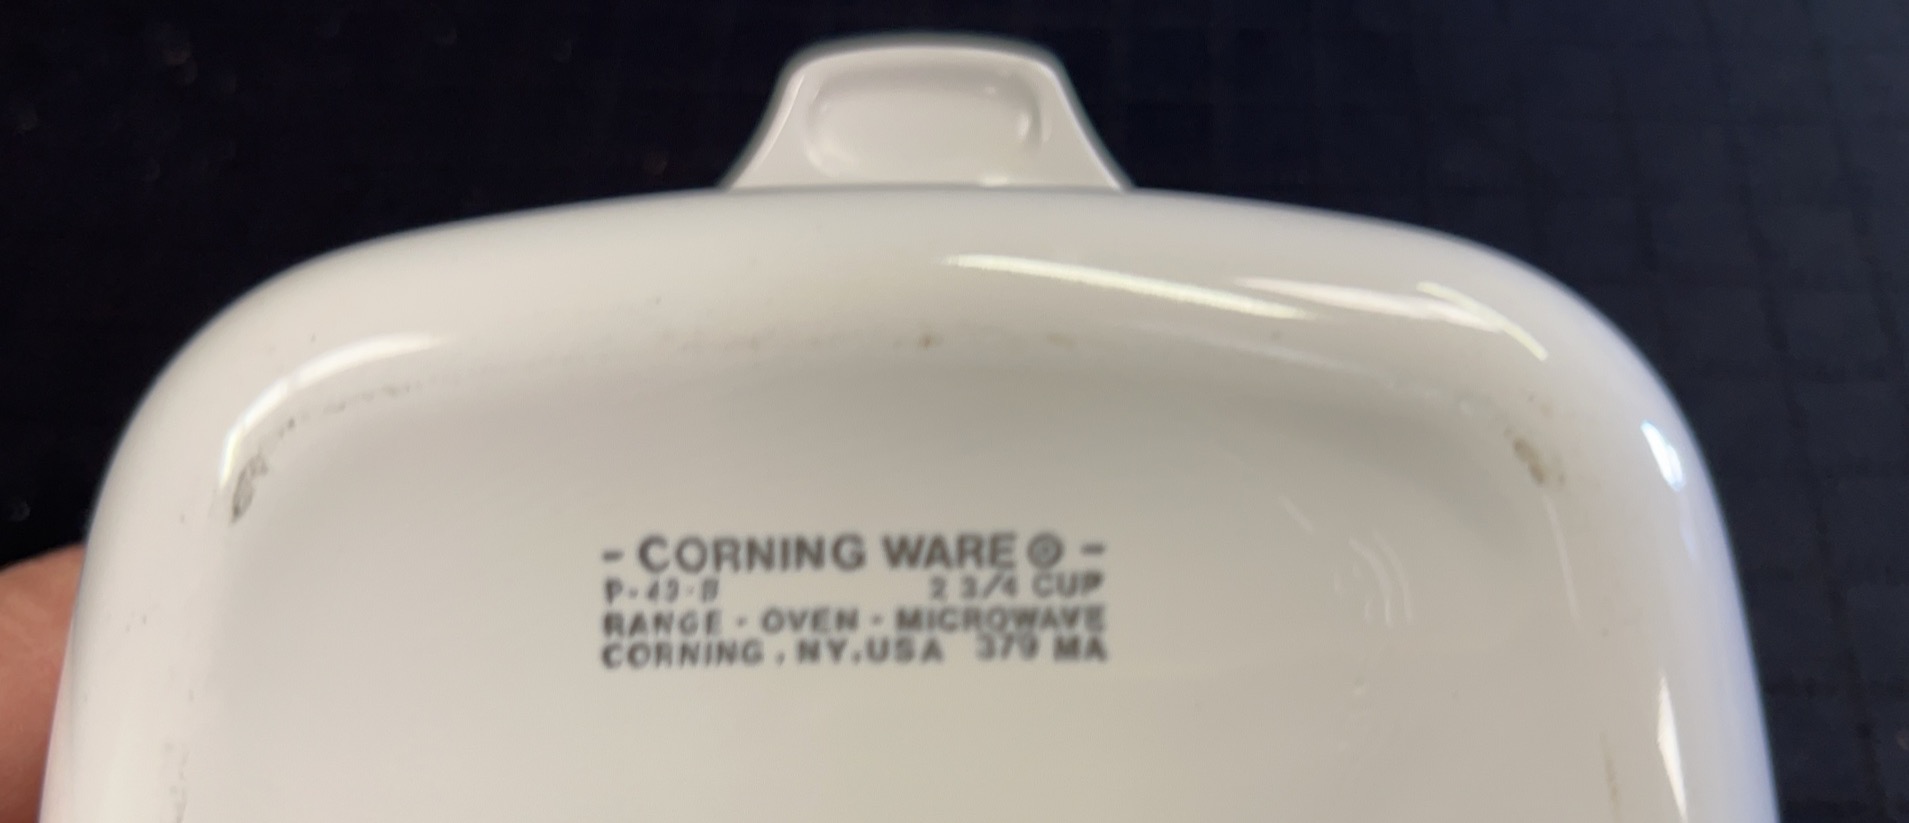 - CORNING WARE ® -
P-43-B 2 3/4 CUP
RANGE - OVEN - MICROWAVE
CORNING, NY, USA 379 MA